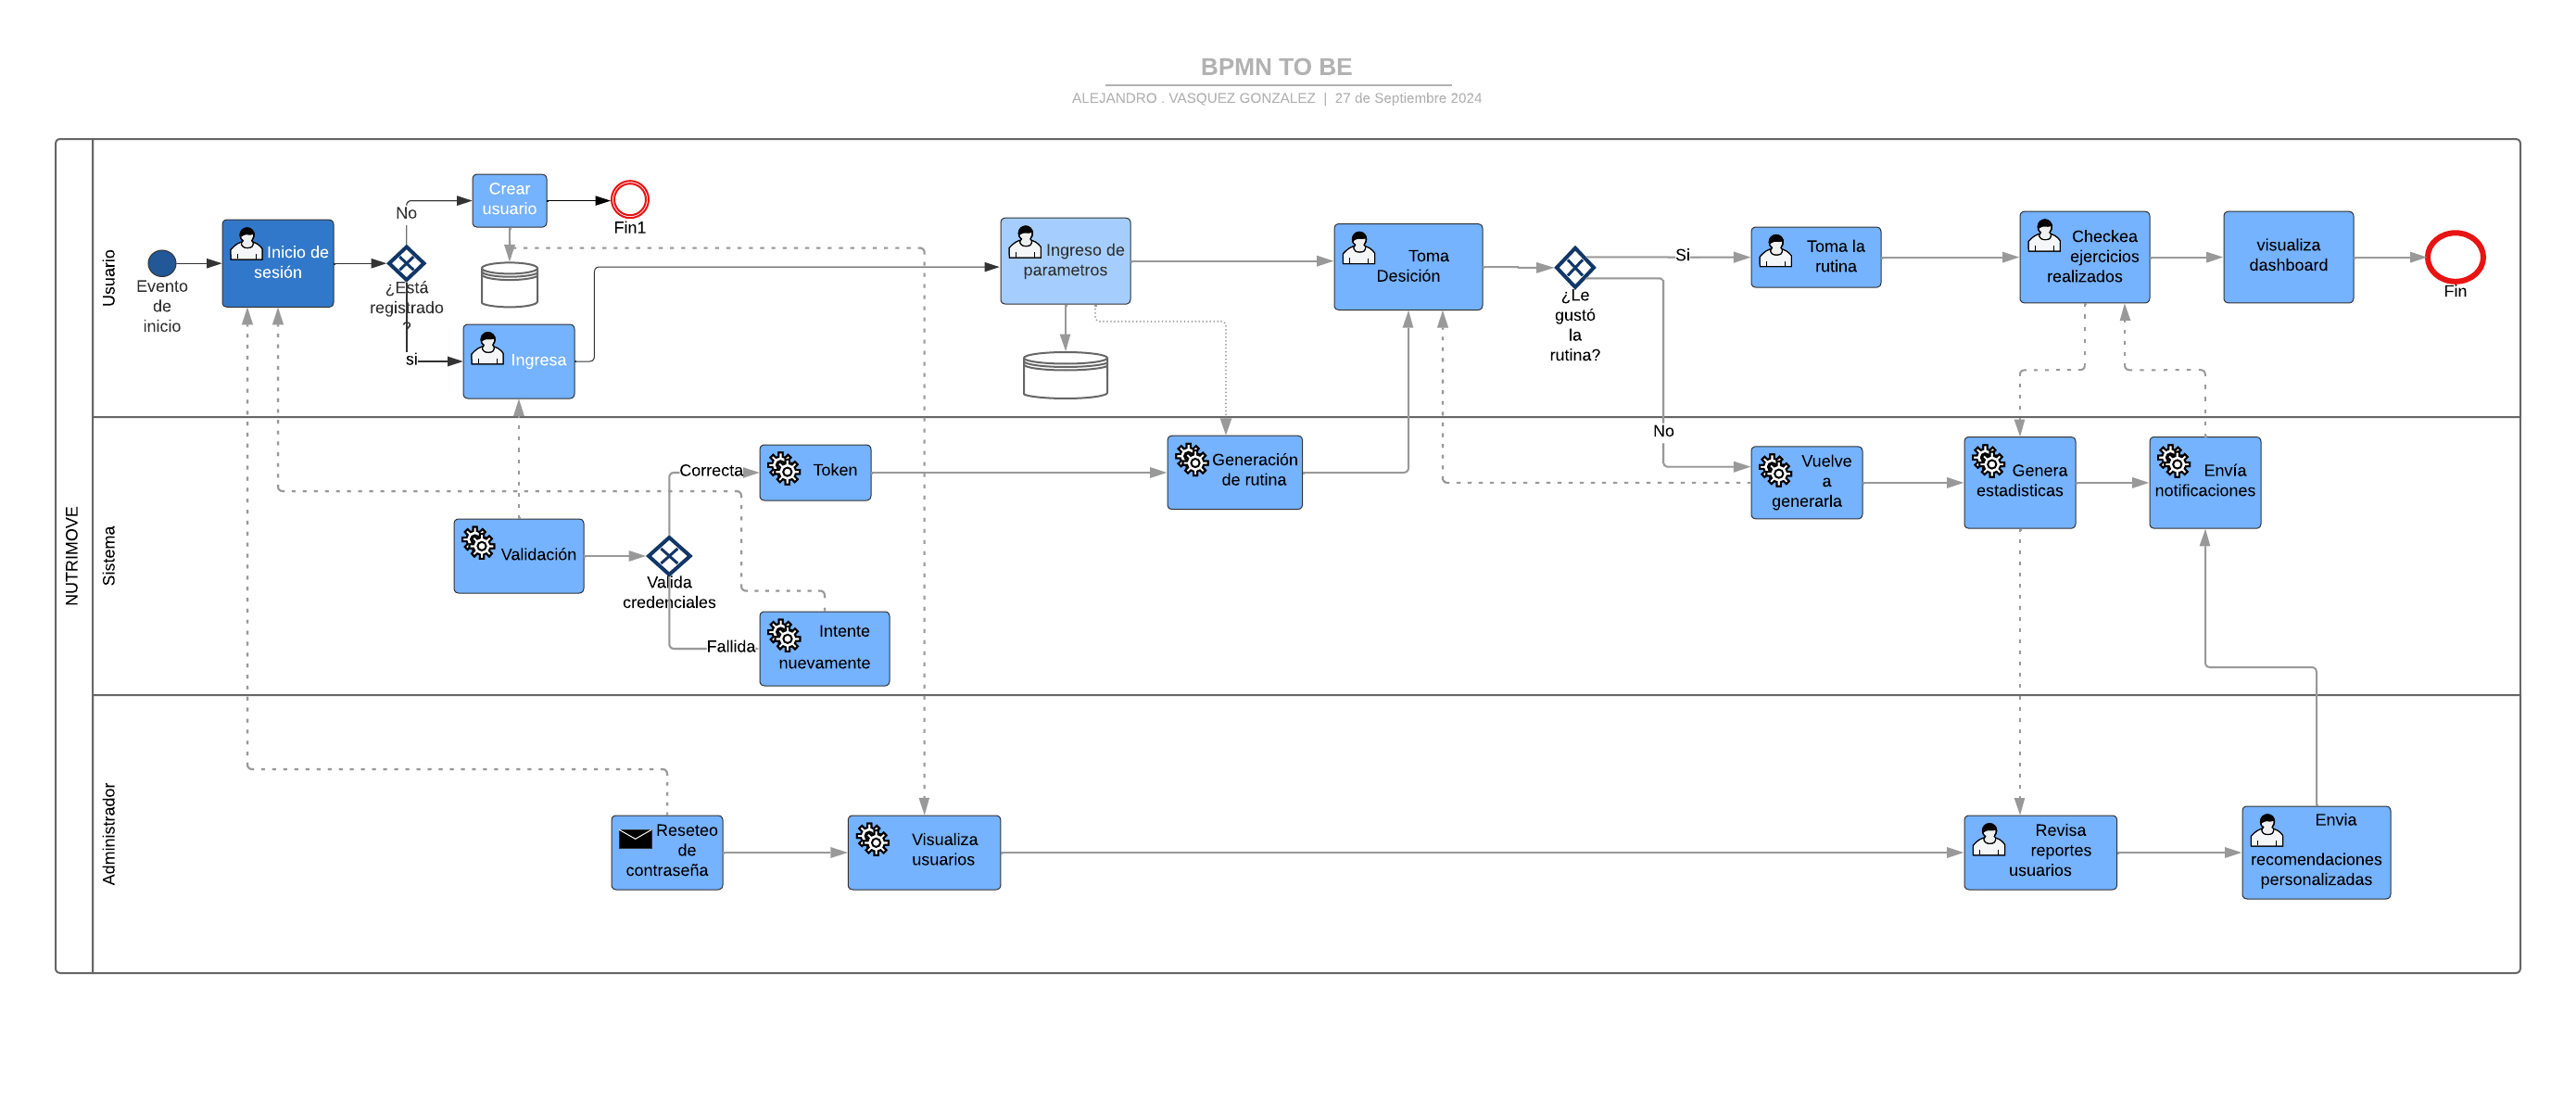 BPMN TO BE
ALEJANDRO . VASQUEZ GONZALEZ | 27 de Septiembre 2024
NUTRIMOVE
Usuario
Evento
de
inicio
Inicio de
sesión
No
¿Está
registrado
?
si
Crear
usuario
Fin1
Ingresa
Ingreso de
parametros
Toma
Desición
¿Le
gustó
la
rutina?
Si
No
Toma la
rutina
Checkea
ejercicios
realizados
visualiza
dashboard
Fin
Sistema
Validación
Valida
credenciales
Correcta
Token
Fallida
Intente
nuevamente
Generación
de rutina
Vuelve
a
generarla
Genera
estadisticas
Envía
notificaciones
Administrador
Reseteo
de
contraseña
Visualiza
usuarios
Revisa
reportes
usuarios
Envia
recomendaciones
personalizadas